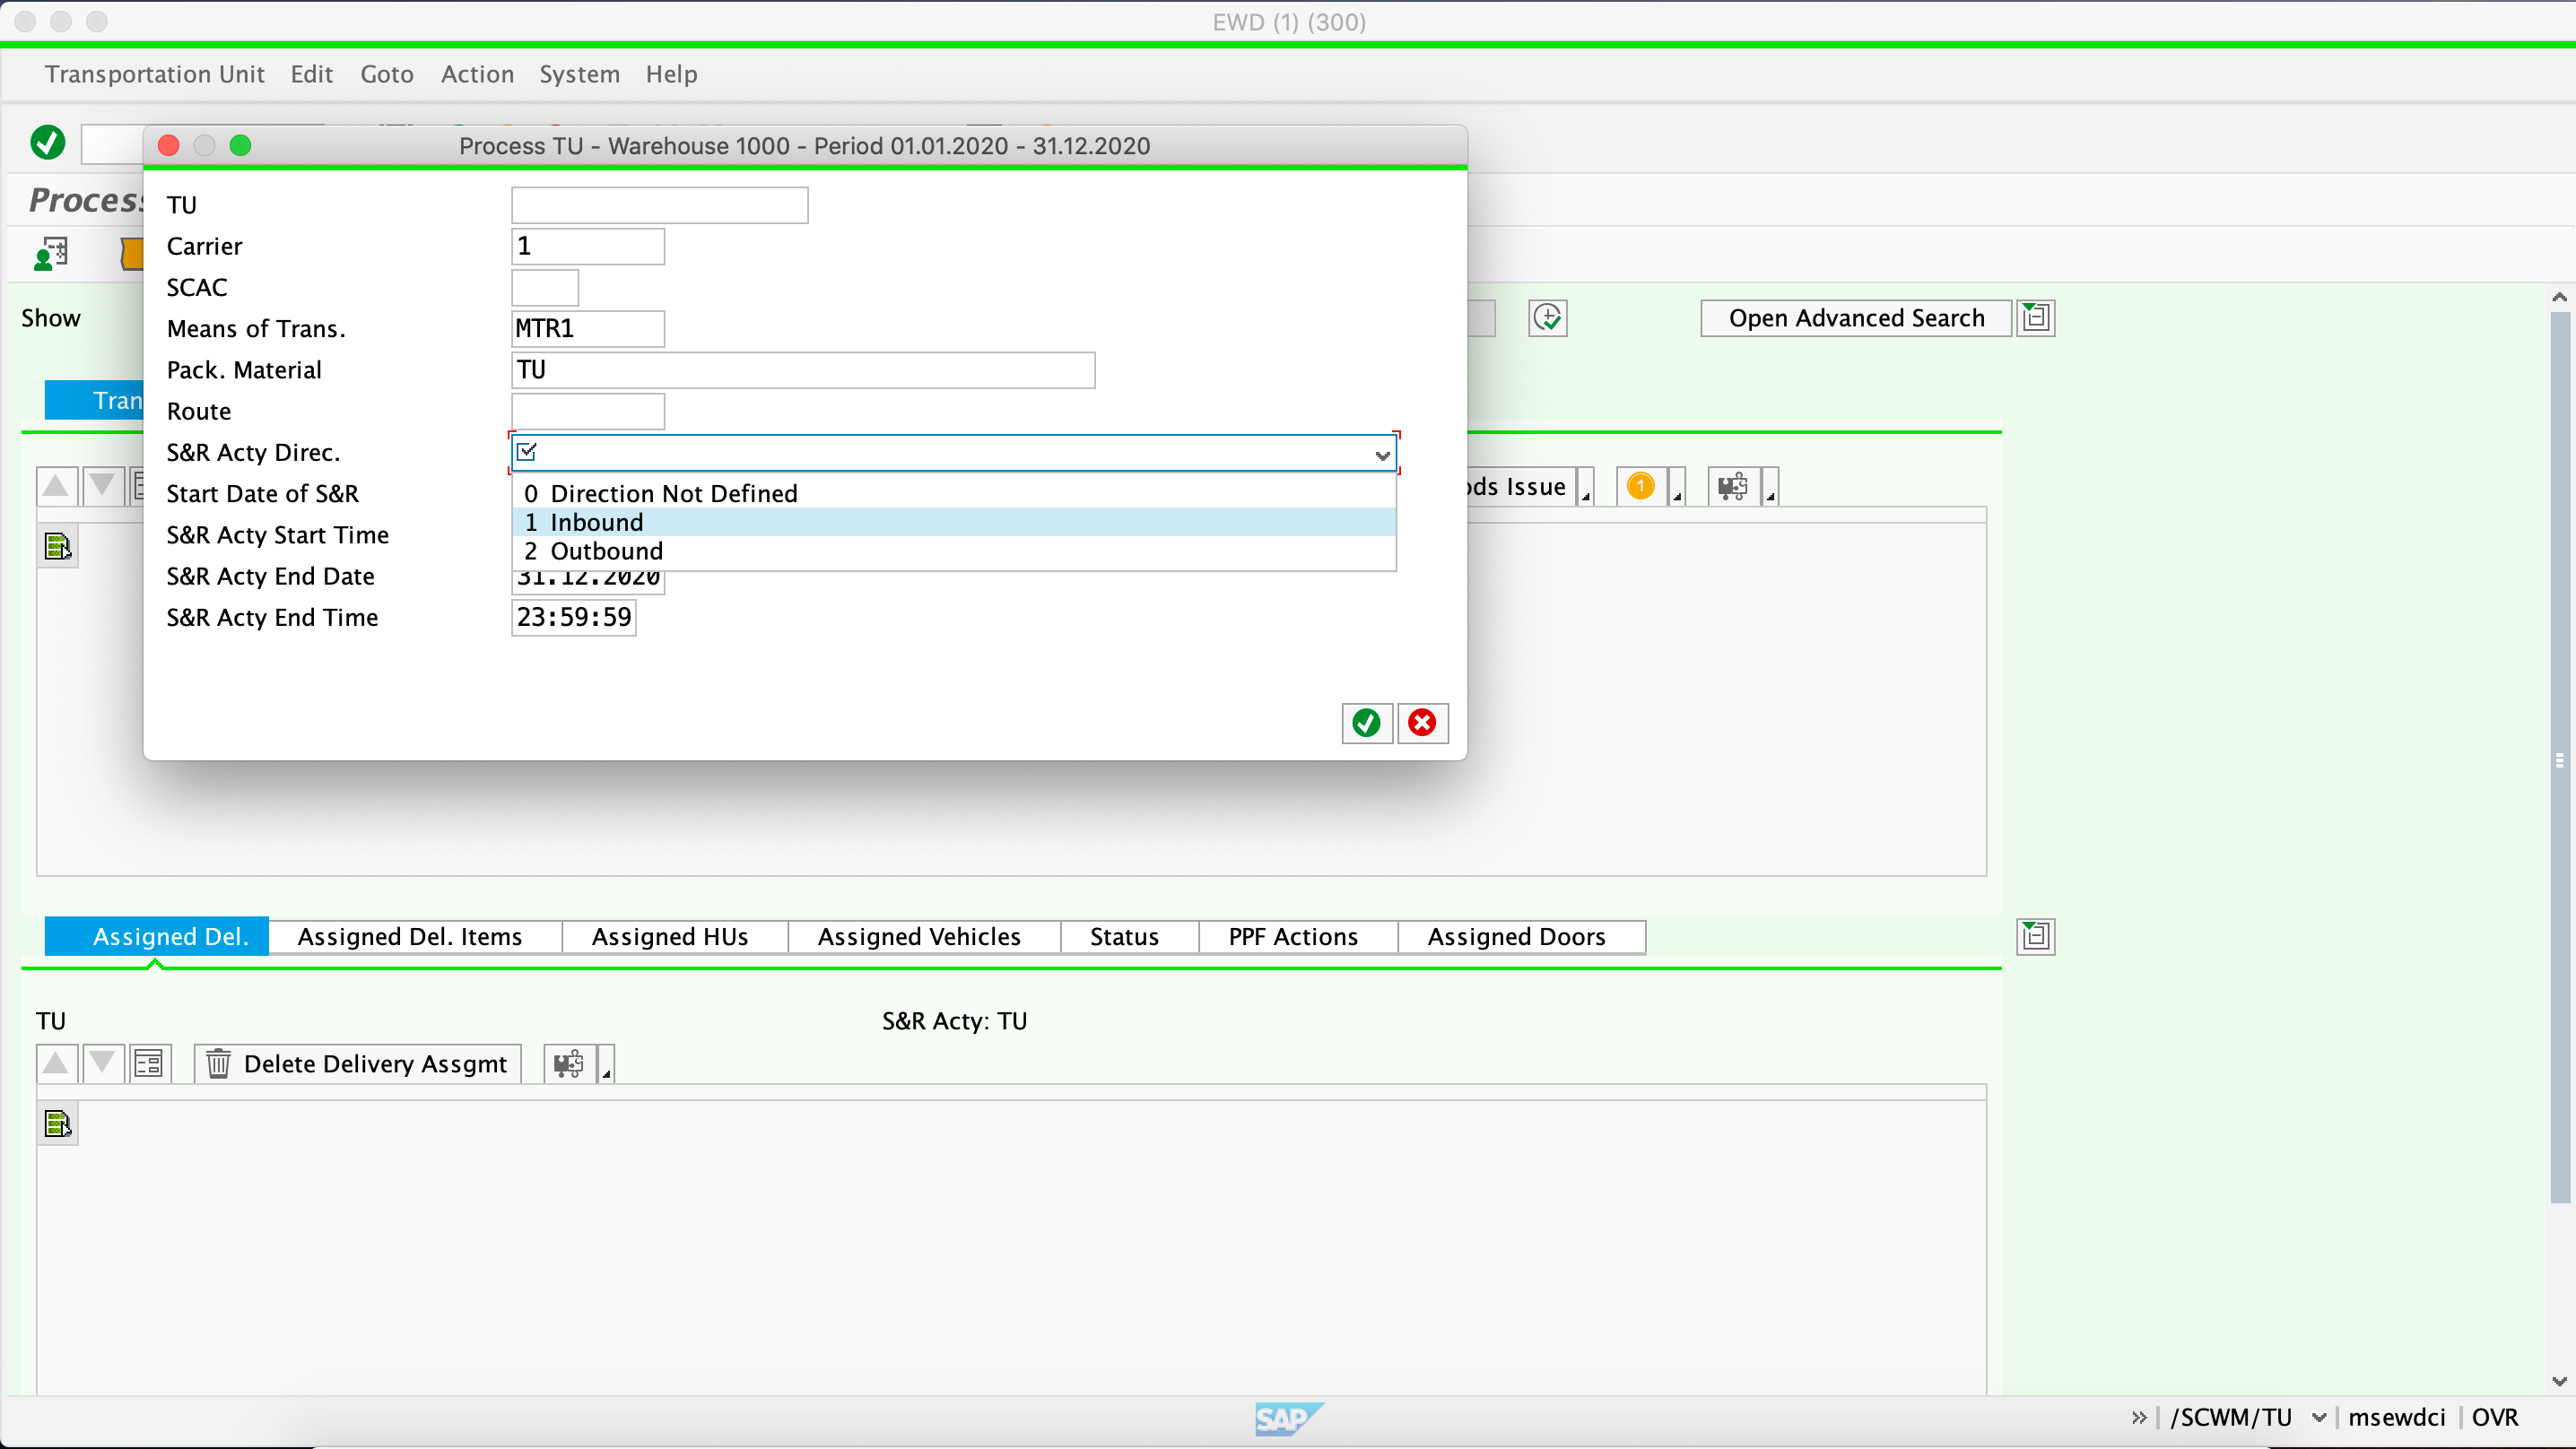 EWD (1) (300)
Transportation Unit Edit Goto Action System Help
Process TU - Warehouse 1000 - Period 01.01.2020 - 31.12.2020
TU
Carrier 1
SCAC
Means of Trans. MTR1
Pack. Material TU
Route
S&R Acty Direc.
Start Date of S&R
S&R Acty Start Time
0 Direction Not Defined
1 Inbound
2 Outbound
S&R Acty End Date 31.12.2020
S&R Acty End Time 23:59:59
Show
Open Advanced Search
1
Assigned Del. Assigned Del. Items Assigned HUs Assigned Vehicles Status PPF Actions Assigned Doors
TU S&R Acty: TU
Delete Delivery Assgmt
SAP
/SCWM/TU msewdci OVR